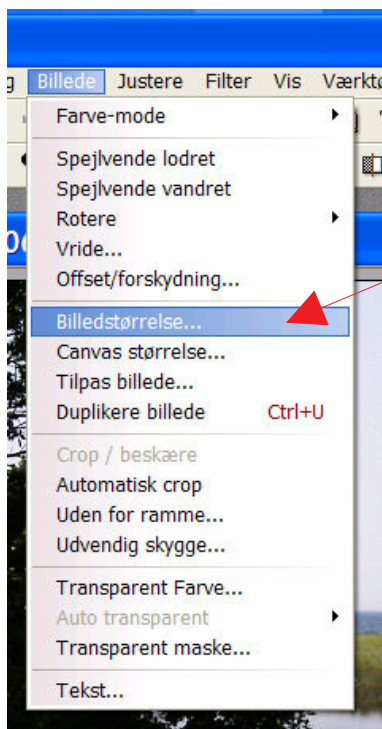 Billede Justere Filter Vis
Farve-mode
Spejlvende lodret
Spejlvende vandret
Rotere
Vride...
Offset/forskydning...
Billedstørrelse...
Canvas størrelse...
Tilpas billede...
Duplikere billede Ctrl+U
Crop / beskære
Automatisk crop
Uden for ramme...
Udvendig skygge...
Transparent Farve...
Auto transparent
Transparent maske...
Tekst...